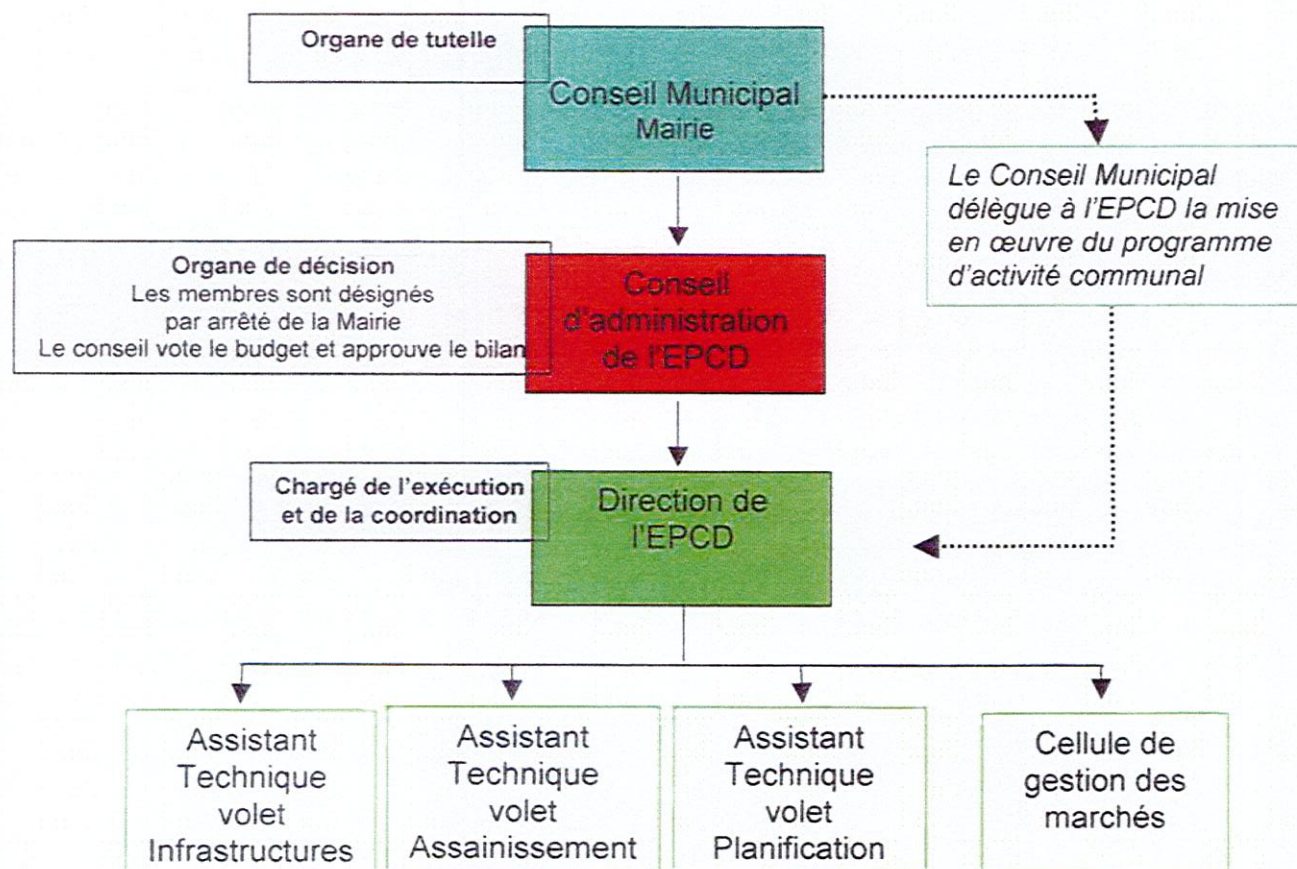 Organe de tutelle
Conseil Municipal
Mairie
Le Conseil Municipal
délègue à l'EPCD la mise
en œuvre du programme
d'activité communal
Organe de décision
Les membres sont désignés
par arrêté de la Mairie
Le conseil vote le budget et approuve le bilan
Conseil
d'administration
de l'EPCD
Chargé de l'exécution
et de la coordination
Direction de
l'EPCD
Assistant
Technique
volet
Infrastructures
Assistant
Technique
volet
Assainissement
Assistant
Technique
volet
Planification
Cellule de
gestion des
marchés